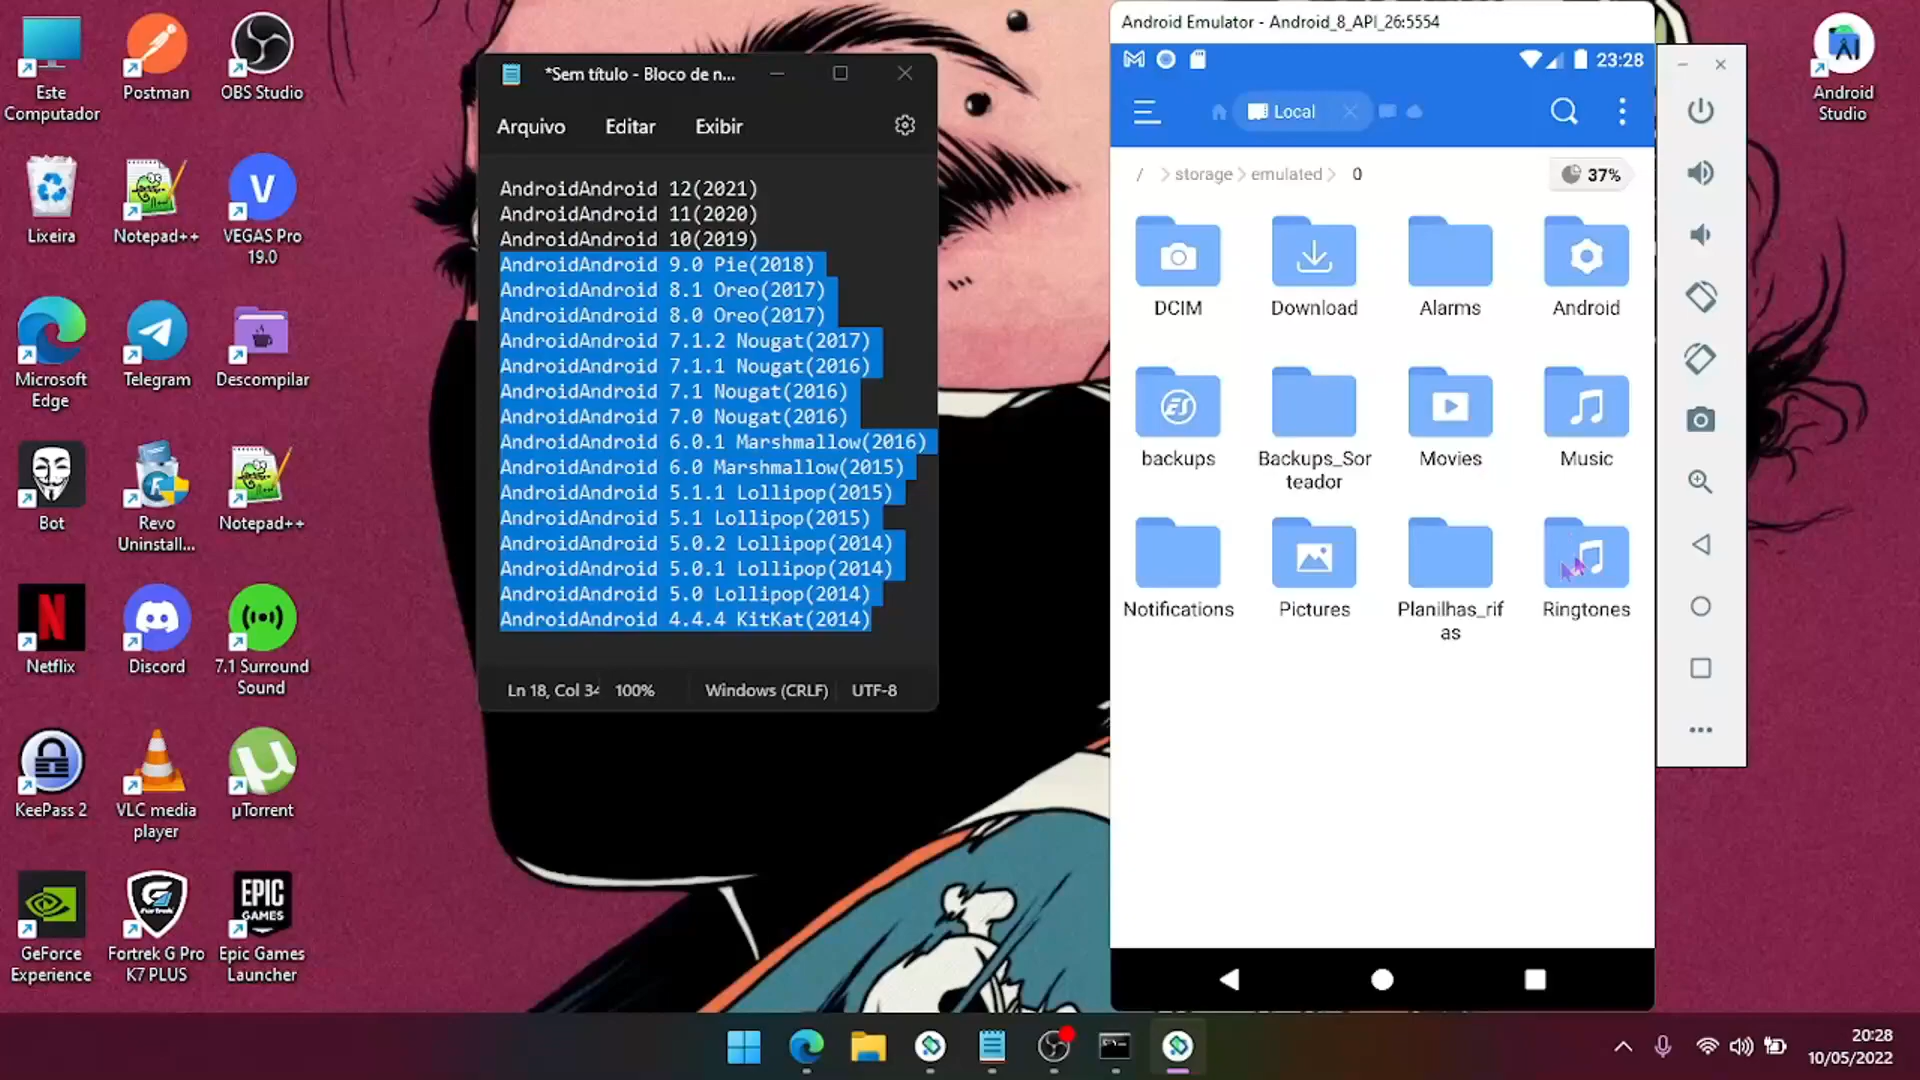 Este
Computador
Postman
OBS Studio
Lixeira
Notepad++
VEGAS Pro
19.0
Microsoft
Edge
Telegram
Descompilar
Bot
Revo
Uninstall...
Notepad++
Netflix
Discord
7.1 Surround
Sound
KeePass 2
VLC media
player
µTorrent
GeForce
Experience
Fortrek G Pro
K7 PLUS
EPIC
GAMES
Epic Games
Launcher
*Sem título - Bloco de n...
Arquivo Editar Exibir
AndroidAndroid 12(2021)
AndroidAndroid 11(2020)
AndroidAndroid 10(2019)
AndroidAndroid 9.0 Pie(2018)
AndroidAndroid 8.1 Oreo(2017)
AndroidAndroid 8.0 Oreo(2017)
AndroidAndroid 7.1.2 Nougat(2017)
AndroidAndroid 7.1.1 Nougat(2016)
AndroidAndroid 7.1 Nougat(2016)
AndroidAndroid 7.0 Nougat(2016)
AndroidAndroid 6.0.1 Marshmallow(2016)
AndroidAndroid 6.0 Marshmallow(2015)
AndroidAndroid 5.1.1 Lollipop(2015)
AndroidAndroid 5.1 Lollipop(2015)
AndroidAndroid 5.0.2 Lollipop(2014)
AndroidAndroid 5.0.1 Lollipop(2014)
AndroidAndroid 5.0 Lollipop(2014)
AndroidAndroid 4.4.4 KitKat(2014)
Ln 18, Col 34 100% Windows (CRLF) UTF-8
Android Emulator - Android_8_API_26:5554
23:28
Local
/ storage emulated 0 37%
DCIM Download Alarms Android
backups Backups_Sor
teador Movies Music
Notifications Pictures Planilhas_rif
as Ringtones
Android
Studio
20:28
10/05/2022